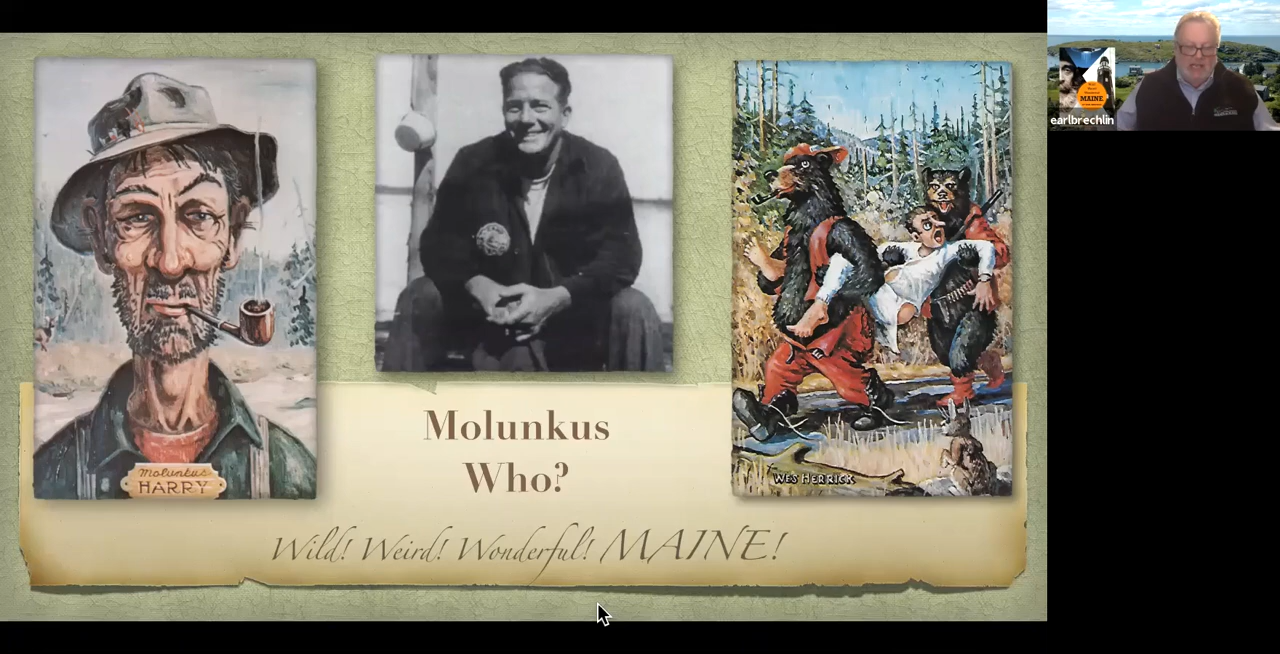 Molunkus
HARRY
Molunkus
Who?
WES HERRICK
Wild! Weird! Wonderful! MAINE!
MAINE
earlbrechlin